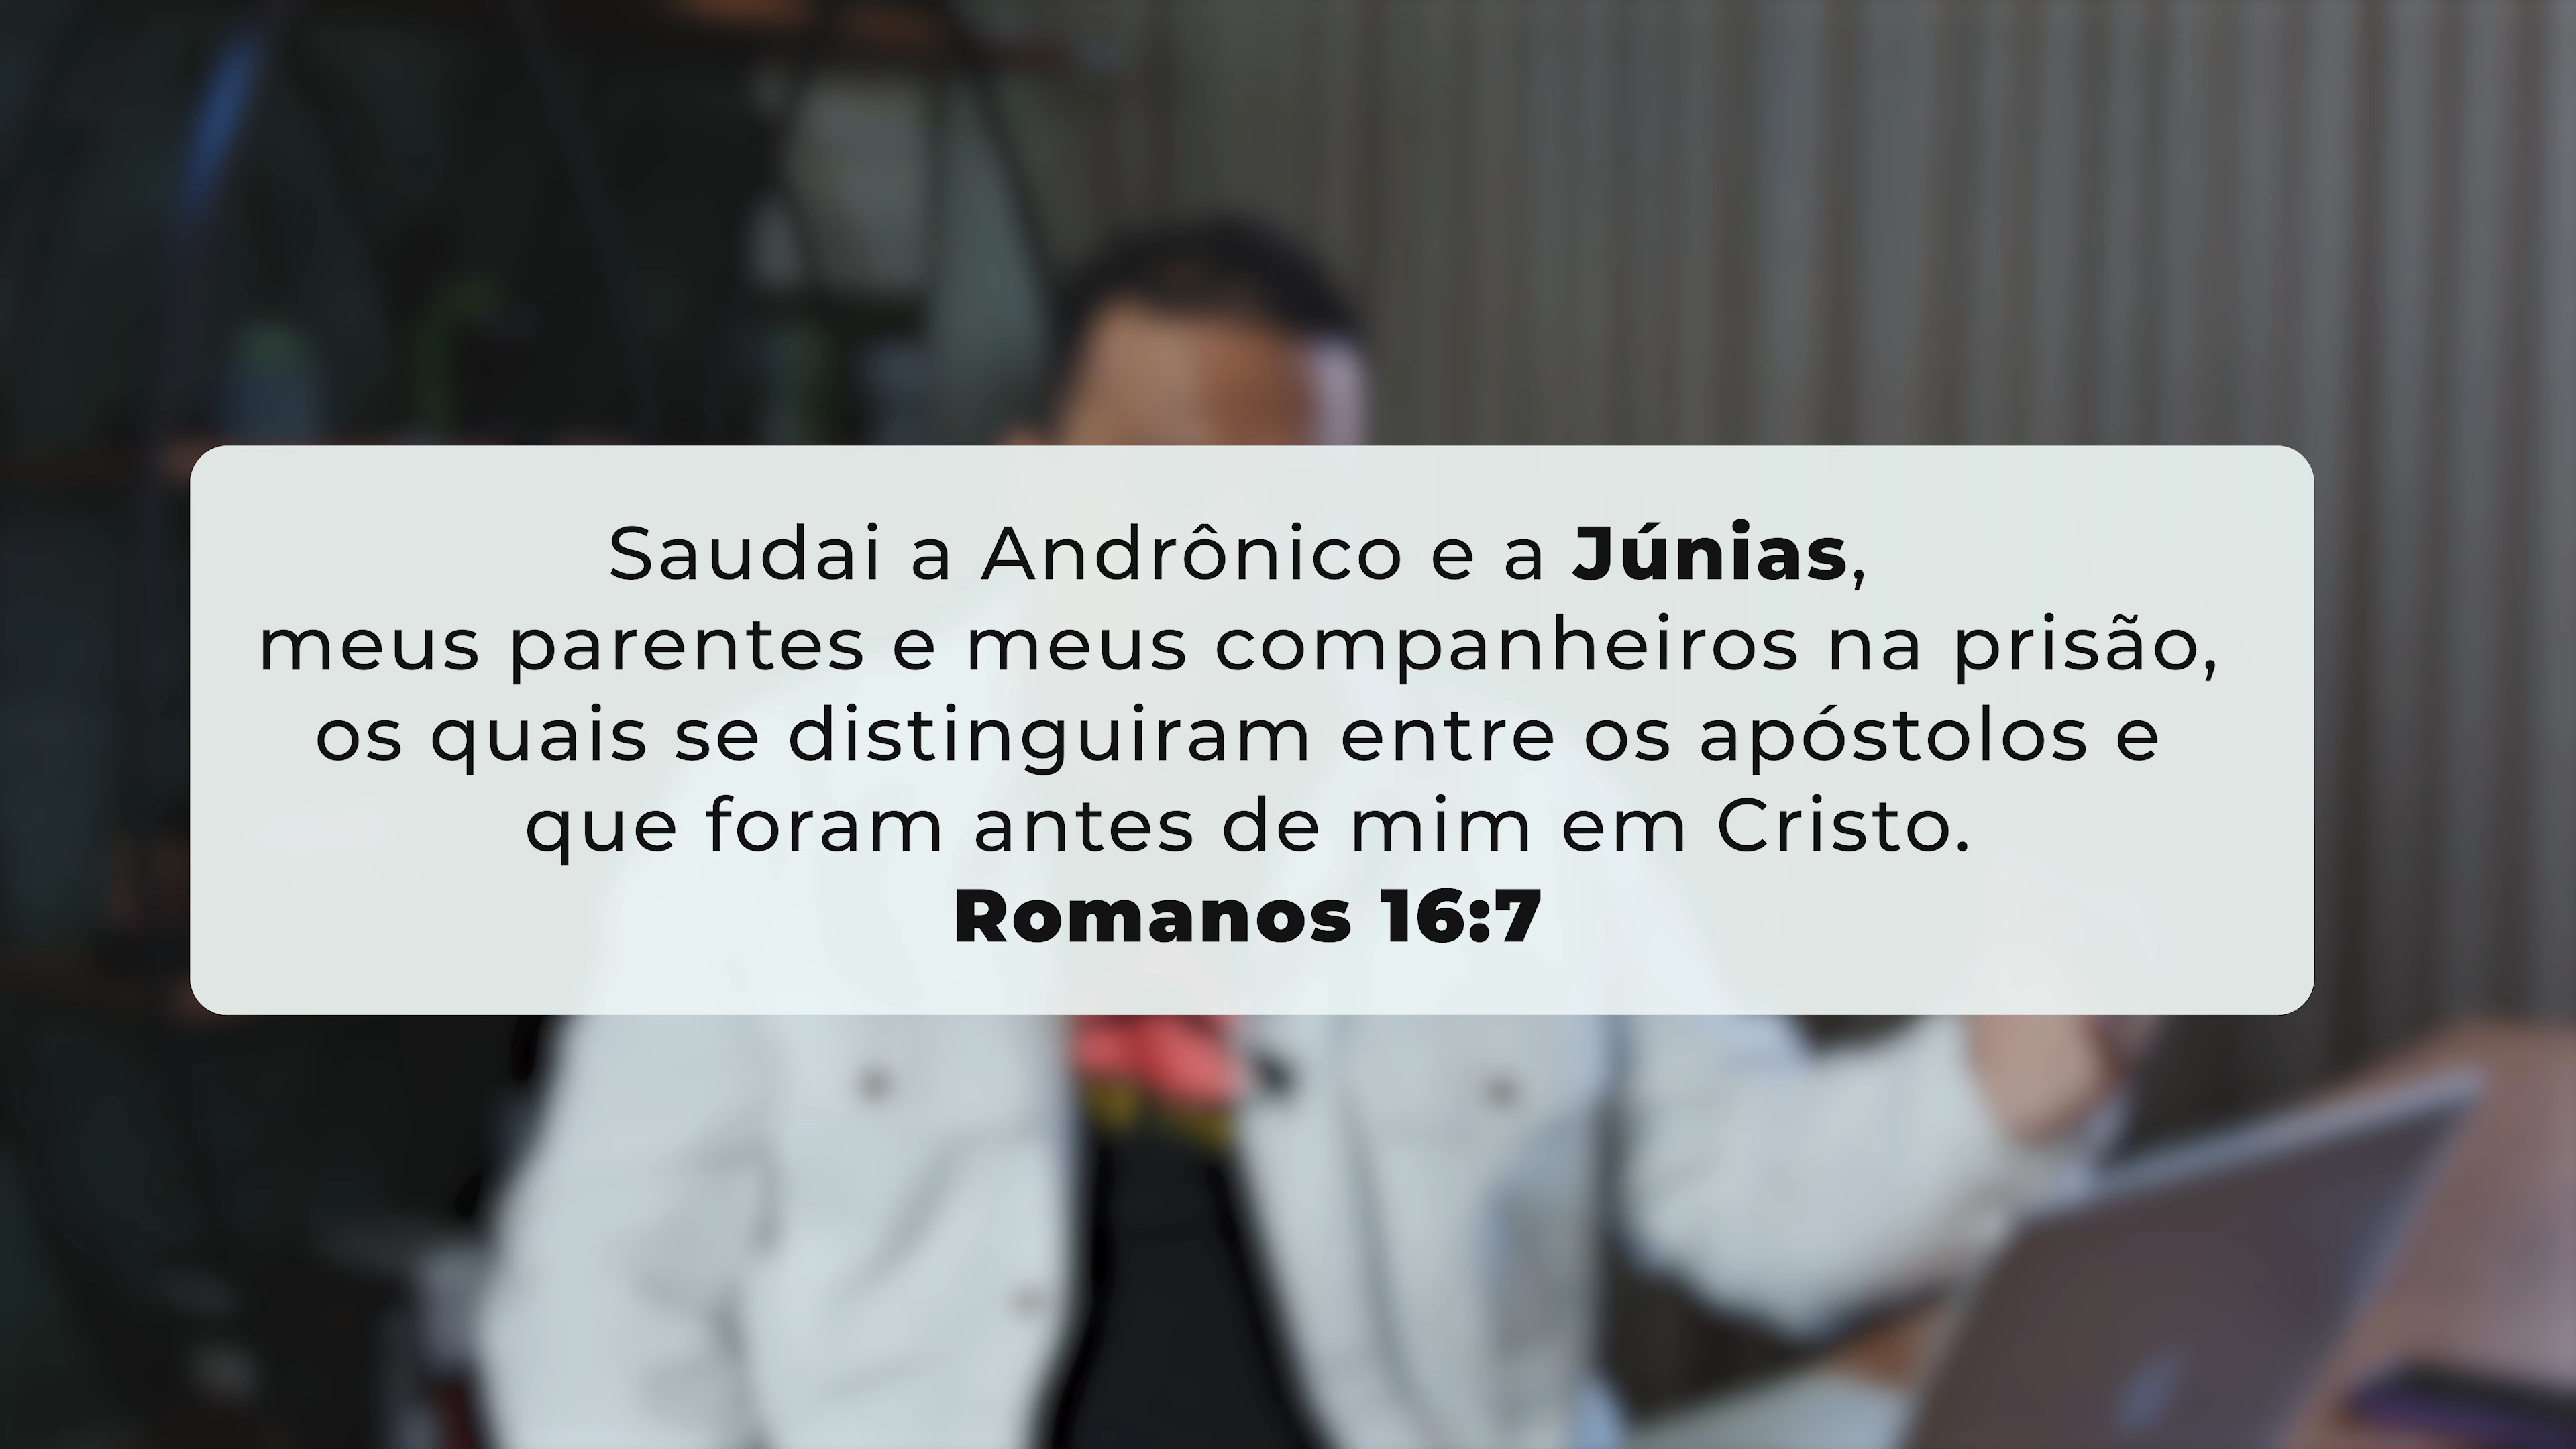 Saudai a Andrônico e a Júnias,
meus parentes e meus companheiros na prisão,
os quais se distinguiram entre os apóstolos e
que foram antes de mim em Cristo.
Romanos 16:7